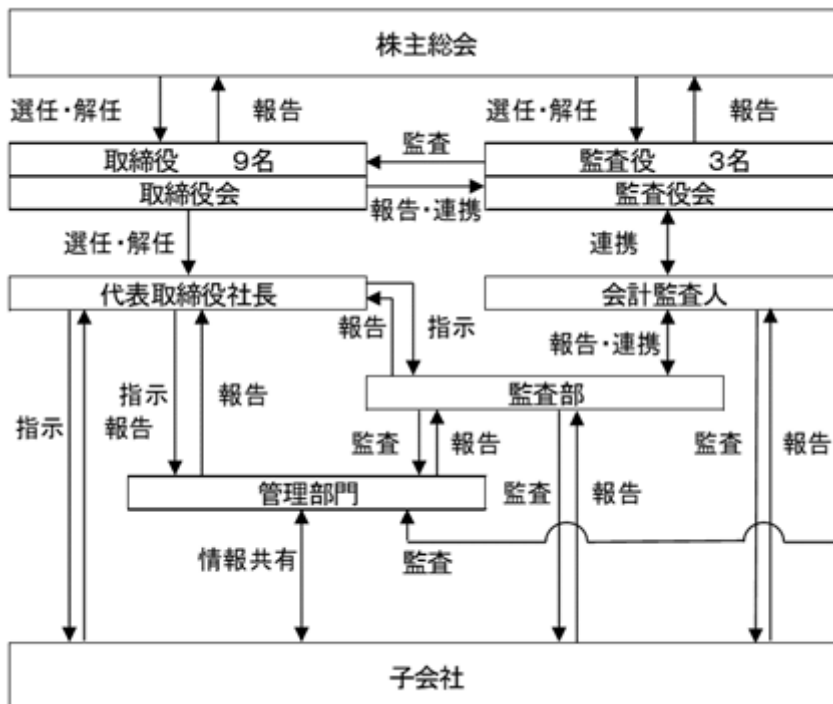 株主総会
選任・解任
報告
選任・解任
報告
取締役 9名
監査
監査役 3名
取締役会
報告・連携
監査役会
選任・解任
連携
代表取締役社長
会計監査人
報告
指示
報告・連携
監査部
指示
報告
指示
報告
監査
報告
監査
報告
管理部門
監査
報告
情報共有
監査
子会社